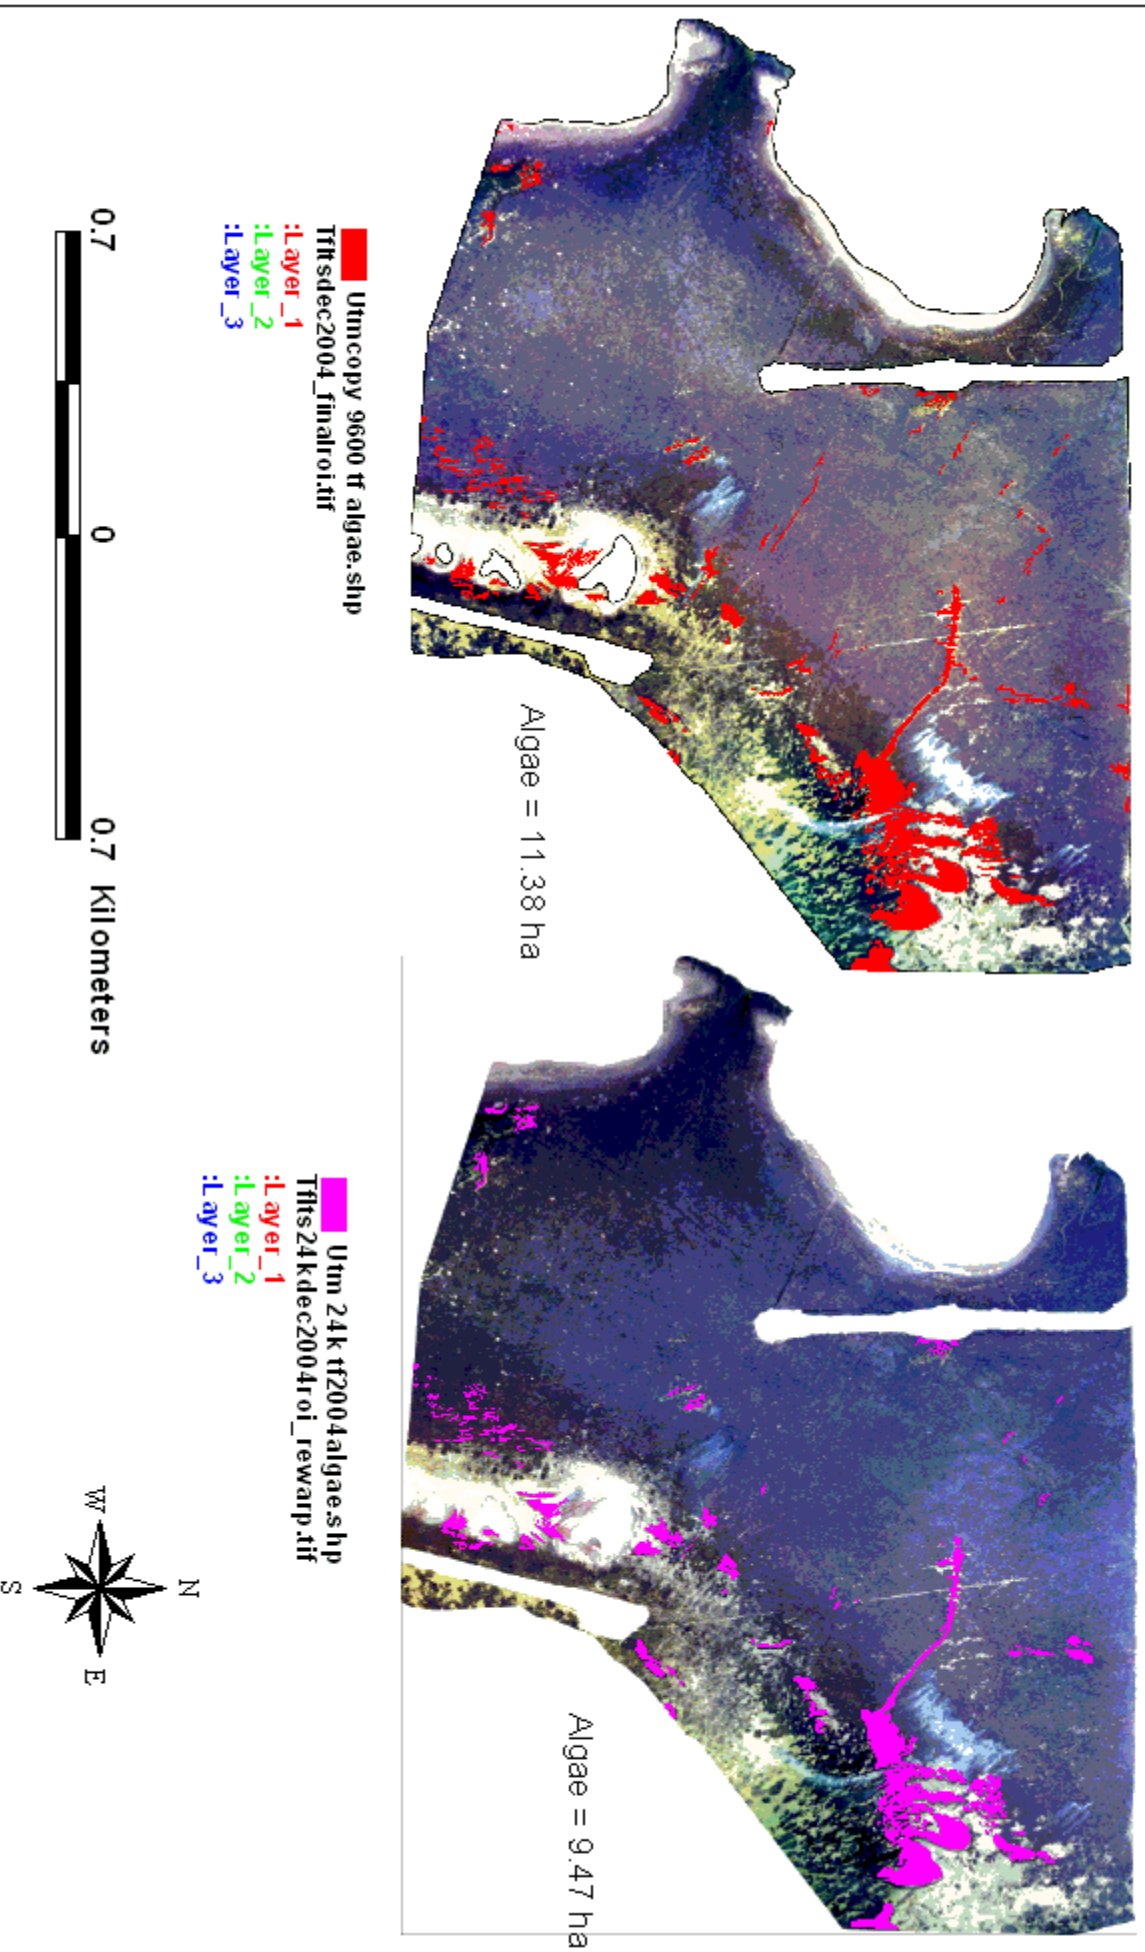 Algae = 11.38 ha
Utmcopy 9600 tf algae.shp
Tfltsdec2004_finalroi.tif
:Layer_1
:Layer_2
:Layer_3
Algae = 9.47 ha
Utm 24k tf2004algae.shp
Tflts24kdec2004roi_rewarp.tif
:Layer_1
:Layer_2
:Layer_3
0.7 0 0.7 Kilometers
N
W E
S